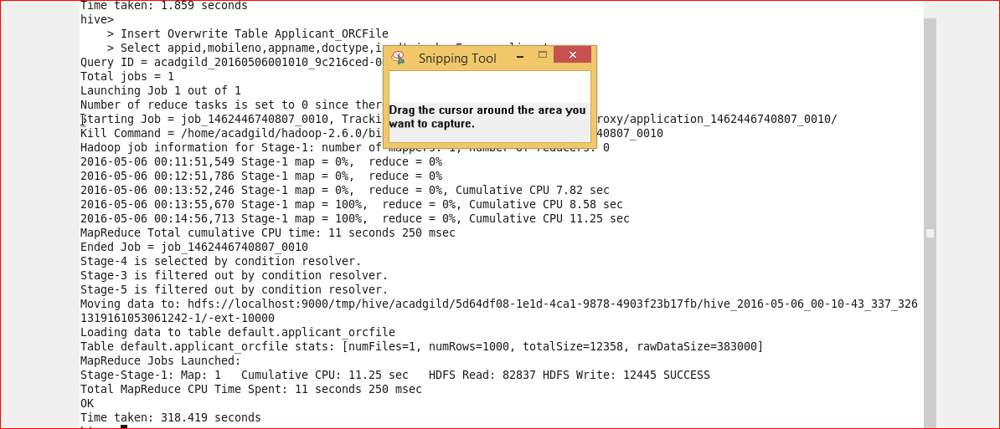 Time taken: 1.859 seconds
hive>
    > Insert Overwrite Table Applicant_ORCFile
    > Select appid,mobileno,appname,doctype,
Query ID = acadgild_20160506001010_9c216ced-0
Total jobs = 1
Launching Job 1 out of 1
Number of reduce tasks is set to 0 since ther
Starting Job = job_1462446740807_0010, Tracki roxy/application_1462446740807_0010/
Kill Command = /home/acadgild/hadoop-2.6.0/bi 40807_0010
Hadoop job information for Stage-1: number of mappers: 1; number of reducers: 0
Snipping Tool
Drag the cursor around the area you
want to capture.
2016-05-06 00:11:51,549 Stage-1 map = 0%,  reduce = 0%
2016-05-06 00:12:51,786 Stage-1 map = 0%,  reduce = 0%
2016-05-06 00:13:52,246 Stage-1 map = 0%,  reduce = 0%, Cumulative CPU 7.82 sec
2016-05-06 00:13:55,670 Stage-1 map = 100%,  reduce = 0%, Cumulative CPU 8.58 sec
2016-05-06 00:14:56,713 Stage-1 map = 100%,  reduce = 0%, Cumulative CPU 11.25 sec
MapReduce Total cumulative CPU time: 11 seconds 250 msec
Ended Job = job_1462446740807_0010
Stage-4 is selected by condition resolver.
Stage-3 is filtered out by condition resolver.
Stage-5 is filtered out by condition resolver.
Moving data to: hdfs://localhost:9000/tmp/hive/acadgild/5d64df08-1e1d-4ca1-9878-4903f23b17fb/hive_2016-05-06_00-10-43_337_326
1319161053061242-1/-ext-10000
Loading data to table default.applicant_orcfile
Table default.applicant_orcfile stats: [numFiles=1, numRows=1000, totalSize=12358, rawDataSize=383000]
MapReduce Jobs Launched:
Stage-Stage-1: Map: 1   Cumulative CPU: 11.25 sec   HDFS Read: 82837 HDFS Write: 12445 SUCCESS
Total MapReduce CPU Time Spent: 11 seconds 250 msec
OK
Time taken: 318.419 seconds